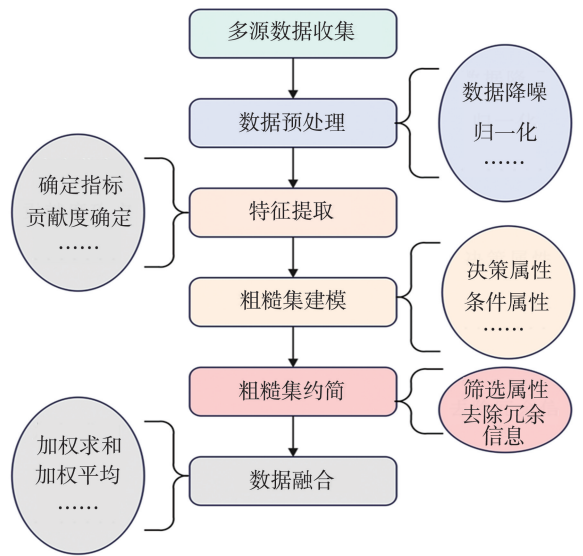 多源数据收集
数据预处理
数据降噪
归一化
……
特征提取
确定指标
贡献度确定
……
粗糙集建模
决策属性
条件属性
……
粗糙集约简
筛选属性
去除冗余
信息
数据融合
加权求和
加权平均
……